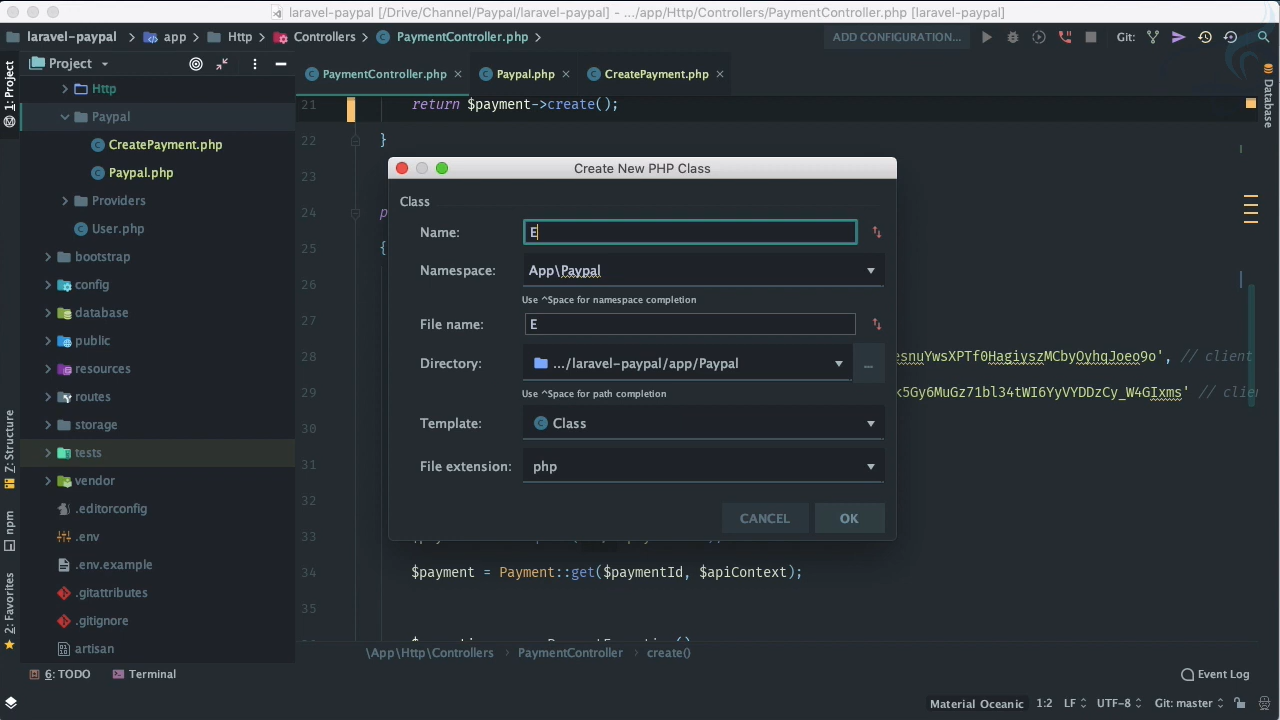 laravel-paypal [/Drive/Channel/Paypal/laravel-paypal] - .../app/Http/Controllers/PaymentController.php [laravel-paypal]
laravel-paypal app Http Controllers PaymentController.php ADD CONFIGURATION... Git:
1: Project
Project
PaymentController.php
Paypal.php
CreatePayment.php
Database
Http
Paypal
CreatePayment.php
Paypal.php
Providers
User.php
bootstrap
config
database
public
resources
routes
storage
tests
vendor
.editorconfig
.env
.env.example
.gitattributes
.gitignore
artisan
Z: Structure
npm
2: Favorites
21 return $payment->create();
22 }
23
24 p
25 {
26
27
28 esnuYwsXPTf0HagiyszMCbyOyhqJoeo9o', // client
29 k5Gy6MuGz71bl34tWI6YyVYDDzCy_W4GIxms' // clie
30
31
32
33
34 $payment = Payment::get($paymentId, $apiContext);
35
Create New PHP Class
Class
Name: E
Namespace: App\Paypal
Use ^Space for namespace completion
File name: E
Directory: .../laravel-paypal/app/Paypal ...
Use ^Space for path completion
Template: Class
File extension: php
CANCEL OK
\App\Http\Controllers PaymentController create()
6: TODO Terminal Event Log
Material Oceanic 1:2 LF UTF-8 Git: master